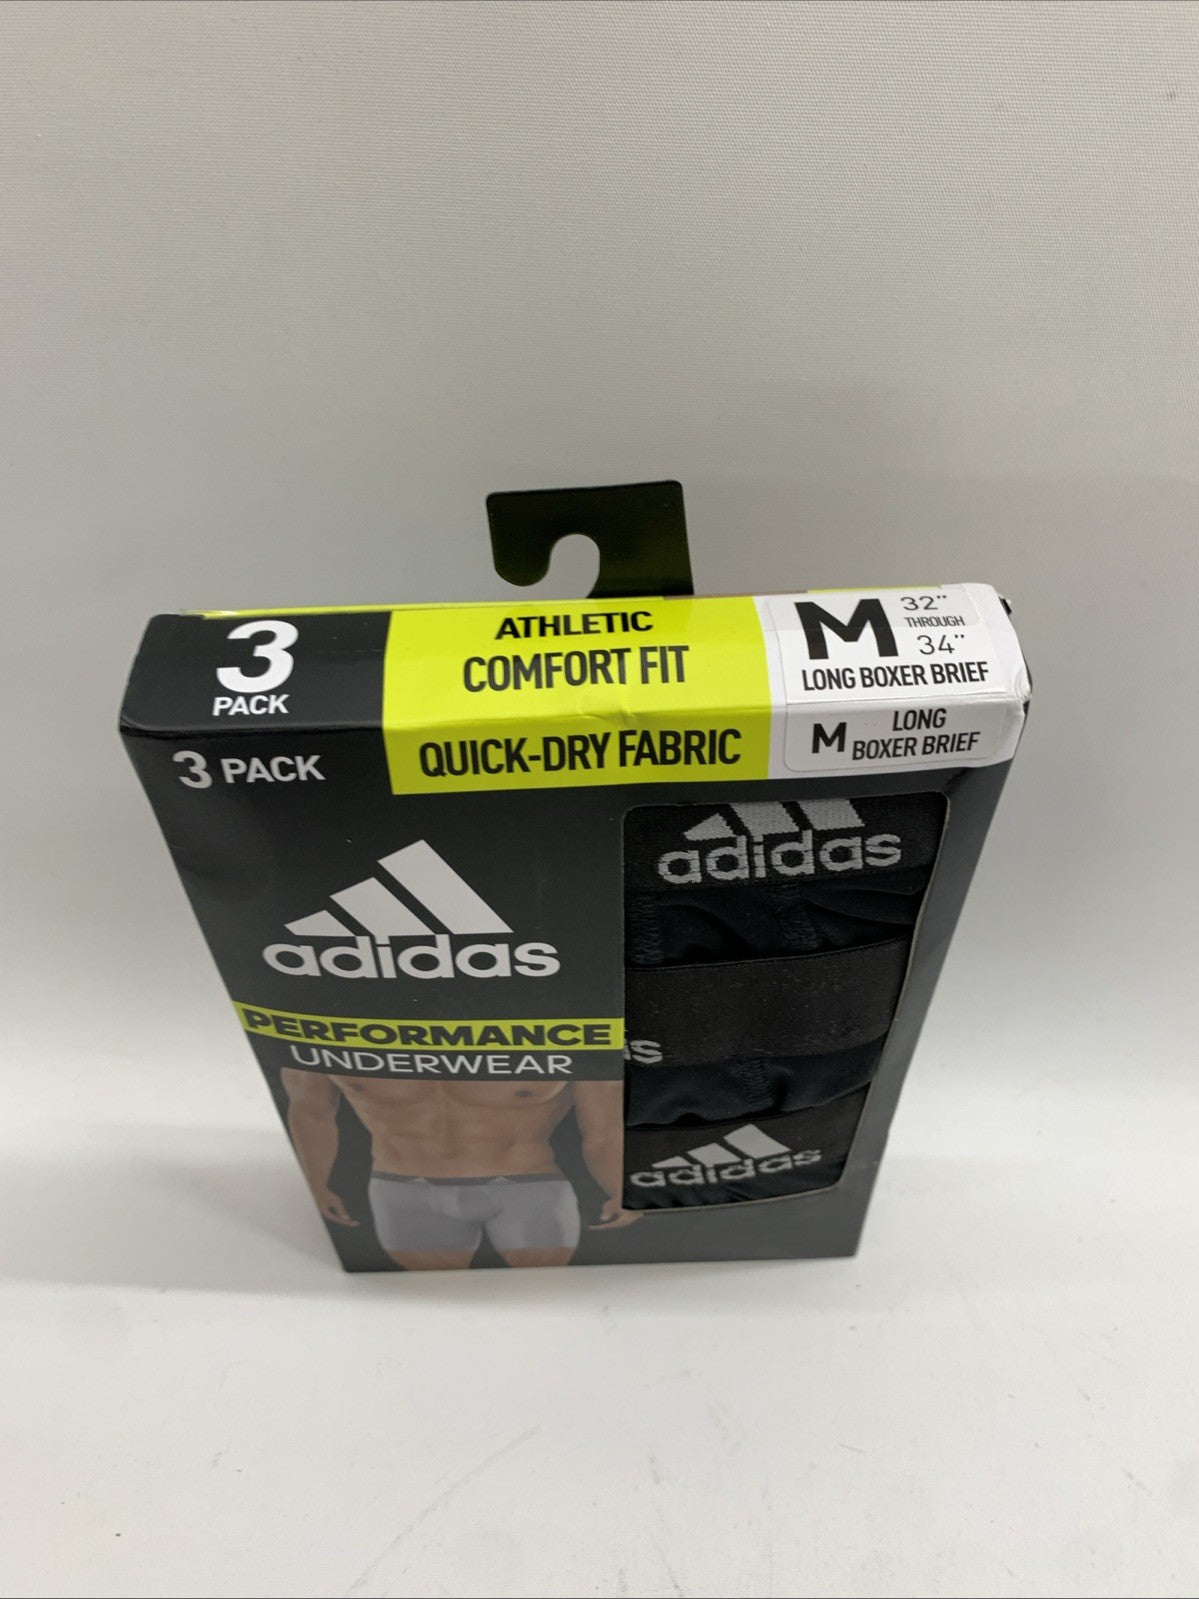 3
PACK
ATHLETIC
COMFORT FIT
M
32”
THROUGH
34”
LONG BOXER BRIEF
3 PACK
QUICK-DRY FABRIC
M
LONG
BOXER BRIEF
adidas
PERFORMANCE
UNDERWEAR
adidas
as
adidas